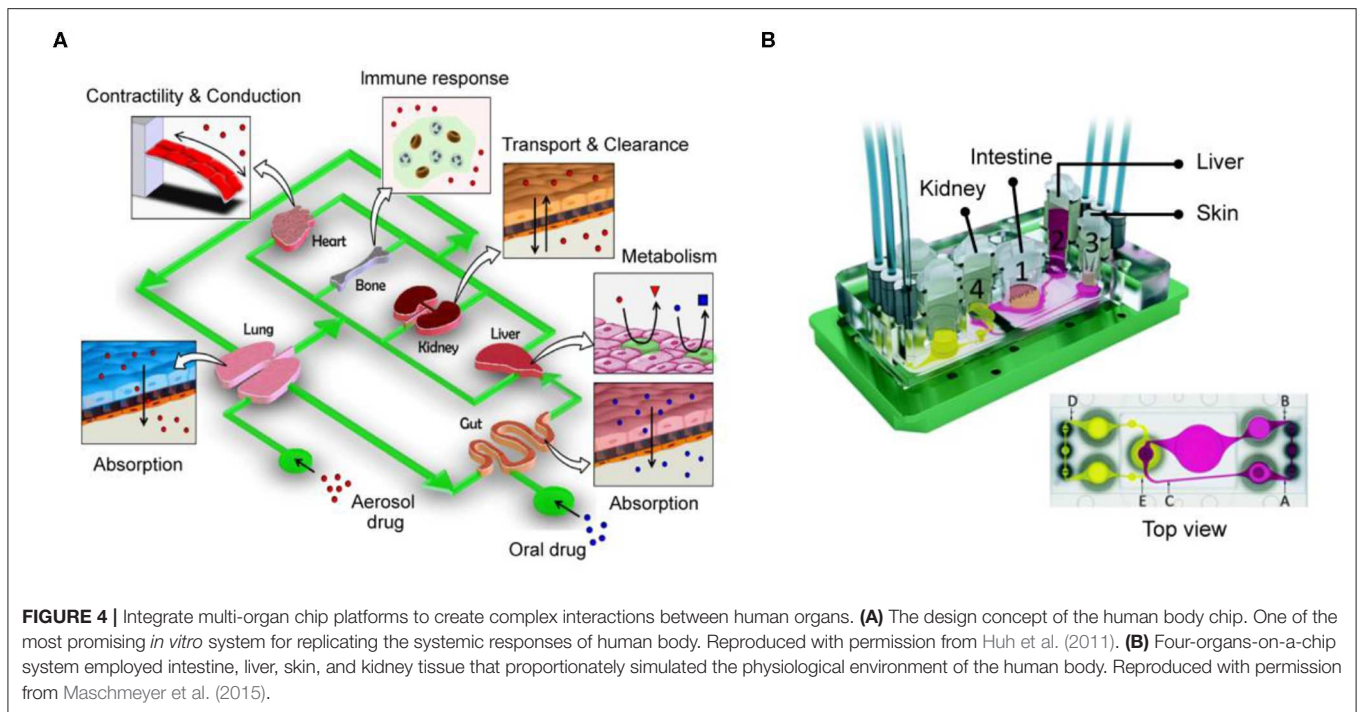 A
B
Immune response
Contractility & Conduction
Transport & Clearance
Metabolism
Heart
Bone
Kidney
Liver
Lung
Gut
Absorption
Absorption
Aerosol
drug
Oral drug
Intestine
Kidney
Liver
Skin
1
2
3
4
D
B
E
C
A
Top view
FIGURE 4 | Integrate multi-organ chip platforms to create complex interactions between human organs. (A) The design concept of the human body chip. One of the
most promising in vitro system for replicating the systemic responses of human body. Reproduced with permission from Huh et al. (2011). (B) Four-organs-on-a-chip
system employed intestine, liver, skin, and kidney tissue that proportionately simulated the physiological environment of the human body. Reproduced with permission
from Maschmeyer et al. (2015).